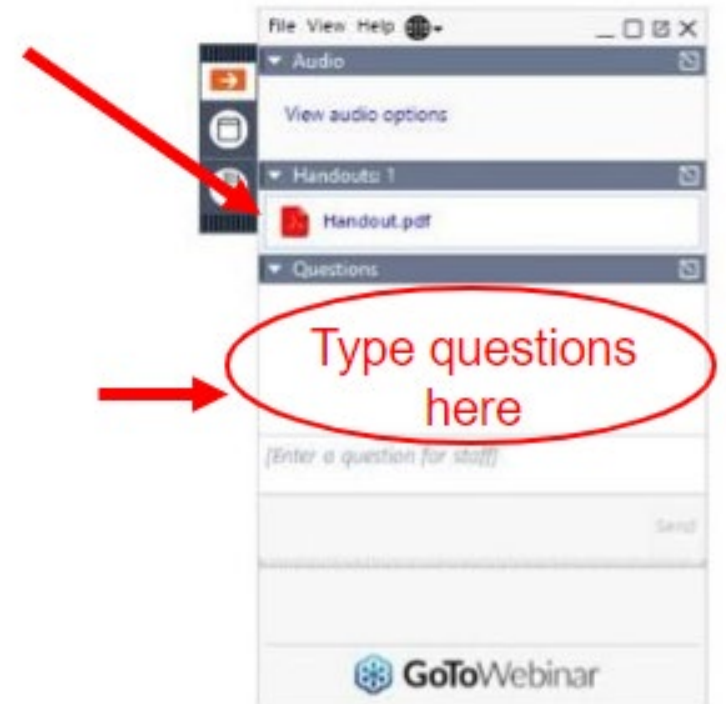 File View Help
Audio
View audio options
Handouts: 1
Handout.pdf
Questions
Type questions
here
[Enter a question for staff]
Send
GoToWebinar